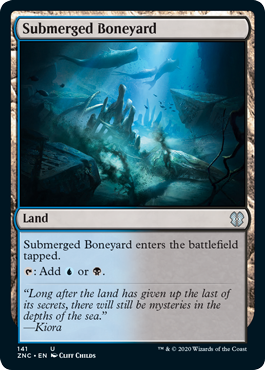 Submerged Boneyard
Land
Submerged Boneyard enters the battlefield
tapped.
: Add or .
“Long after the land has given up the last of
its secrets, there will still be mysteries in the
depths of the sea.”
—Kiora
141 U
ZNC • EN Cliff Childs
™ & © 2020 Wizards of the Coast